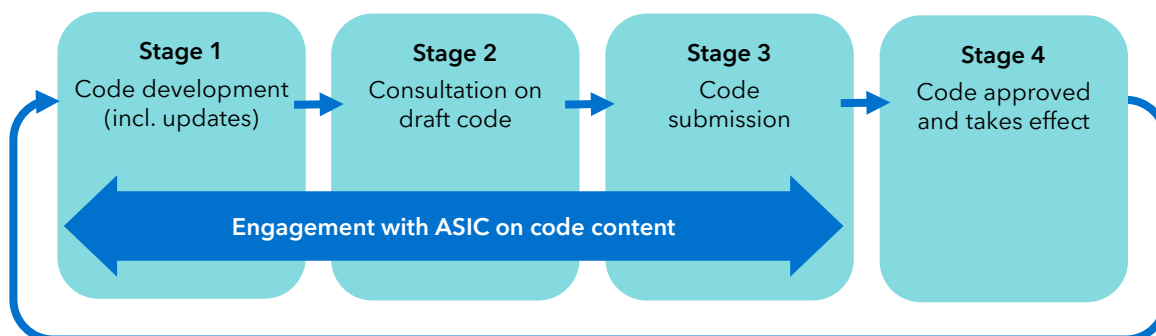 Stage 1
Code development
(incl. updates)
Stage 2
Consultation on
draft code
Stage 3
Code
submission
Stage 4
Code approved
and takes effect
Engagement with ASIC on code content